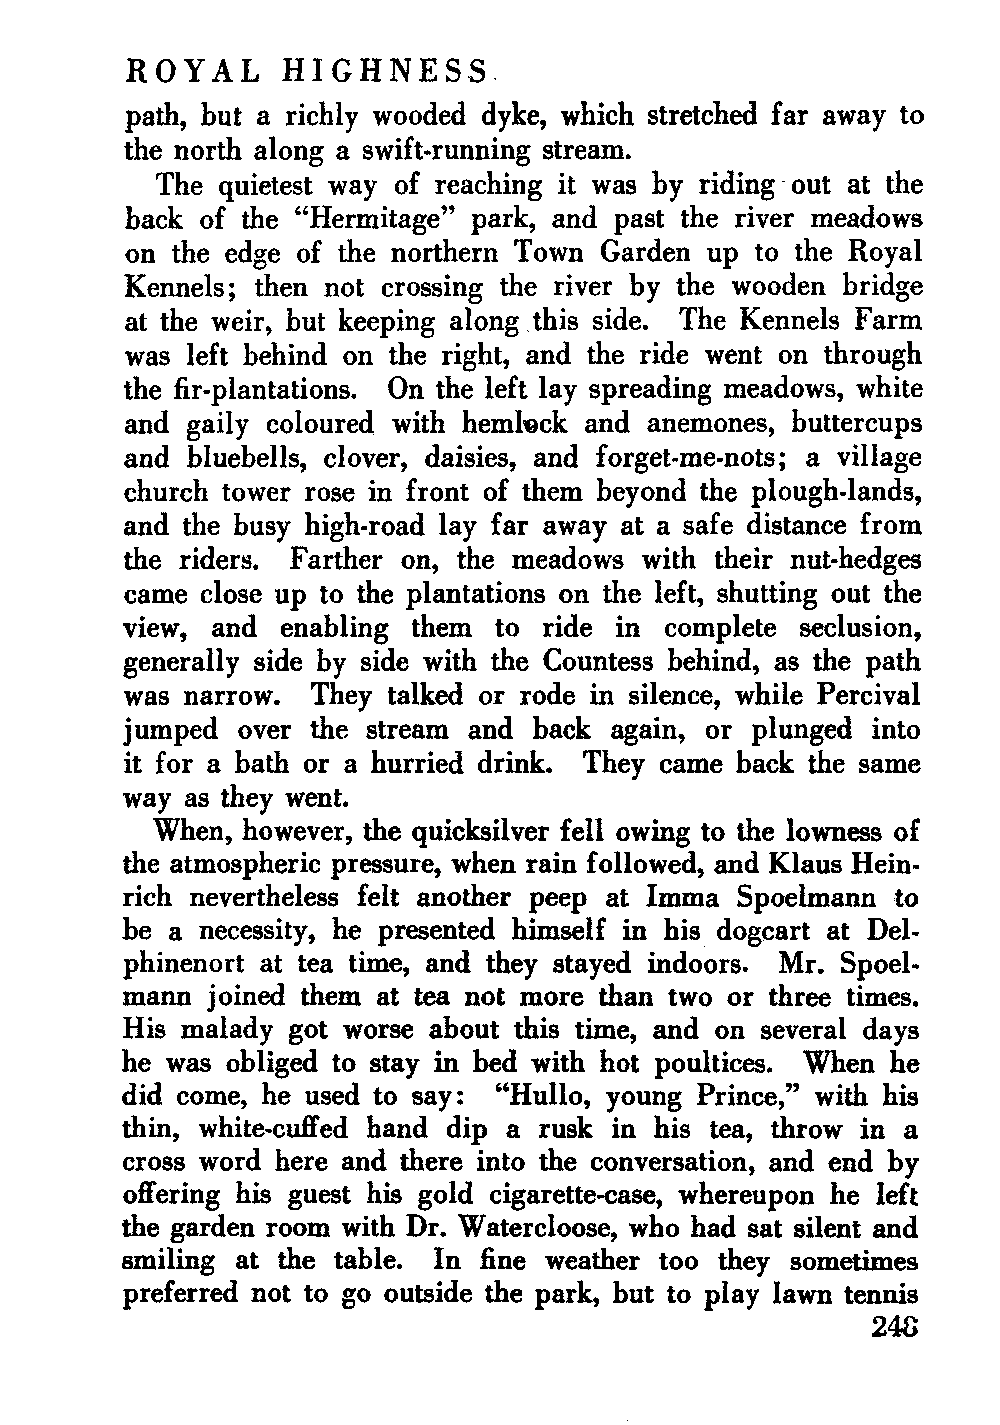 ROYAL HIGHNESS
path, but a richly wooded dyke, which stretched far away to
the north along a swift-running stream.
The quietest way of reaching it was by riding out at the
back of the “Hermitage” park, and past the river meadows
on the edge of the northern Town Garden up to the Royal
Kennels; then not crossing the river by the wooden bridge
at the weir, but keeping along this side. The Kennels Farm
was left behind on the right, and the ride went on through
the fir-plantations. On the left lay spreading meadows, white
and gaily coloured with hemlock and anemones, buttercups
and bluebells, clover, daisies, and forget-me-nots; a village
church tower rose in front of them beyond the plough-lands,
and the busy high-road lay far away at a safe distance from
the riders. Farther on, the meadows with their nut-hedges
came close up to the plantations on the left, shutting out the
view, and enabling them to ride in complete seclusion,
generally side by side with the Countess behind, as the path
was narrow. They talked or rode in silence, while Percival
jumped over the stream and back again, or plunged into
it for a bath or a hurried drink. They came back the same
way as they went.
When, however, the quicksilver fell owing to the lowness of
the atmospheric pressure, when rain followed, and Klaus Hein-
rich nevertheless felt another peep at Imma Spoelmann to
be a necessity, he presented himself in his dogcart at Del-
phinenort at tea time, and they stayed indoors. Mr. Spoel-
mann joined them at tea not more than two or three times.
His malady got worse about this time, and on several days
he was obliged to stay in bed with hot poultices. When he
did come, he used to say: “Hullo, young Prince,” with his
thin, white-cuffed hand dip a rusk in his tea, throw in a
cross word here and there into the conversation, and end by
offering his guest his gold cigarette-case, whereupon he left
the garden room with Dr. Watercloose, who had sat silent and
smiling at the table. In fine weather too they sometimes
preferred not to go outside the park, but to play lawn tennis